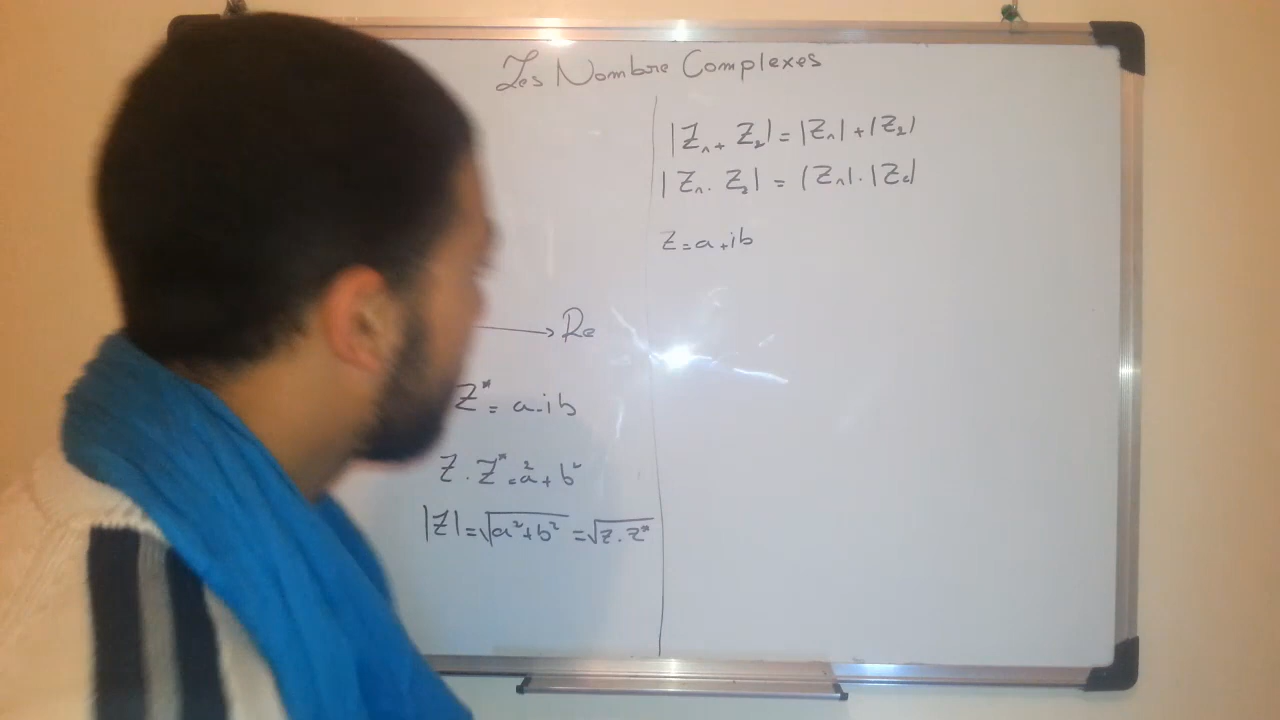 Les Nombre Complexes
Re
Z* = a-ib
Z . Z* = a² + b²
|Z| = √a²+b² = √z . z*
|Z₁ + Z₂| = |Z₁| + |Z₂|
|Z₁ . Z₂| = |Z₁| . |Z₂|
Z = a + ib